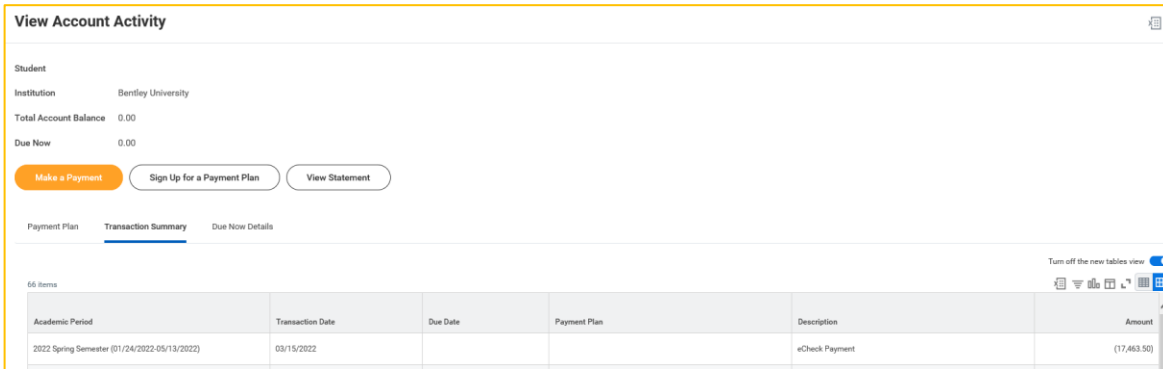 View Account Activity
Student
Institution Bentley University
Total Account Balance 0.00
Due Now 0.00
Make a Payment Sign Up for a Payment Plan View Statement
Payment Plan Transaction Summary Due Now Details
Turn off the new tables view
66 items
Academic Period Transaction Date Due Date Payment Plan Description Amount
2022 Spring Semester (01/24/2022-05/13/2022) 03/15/2022 eCheck Payment (17,463.50)